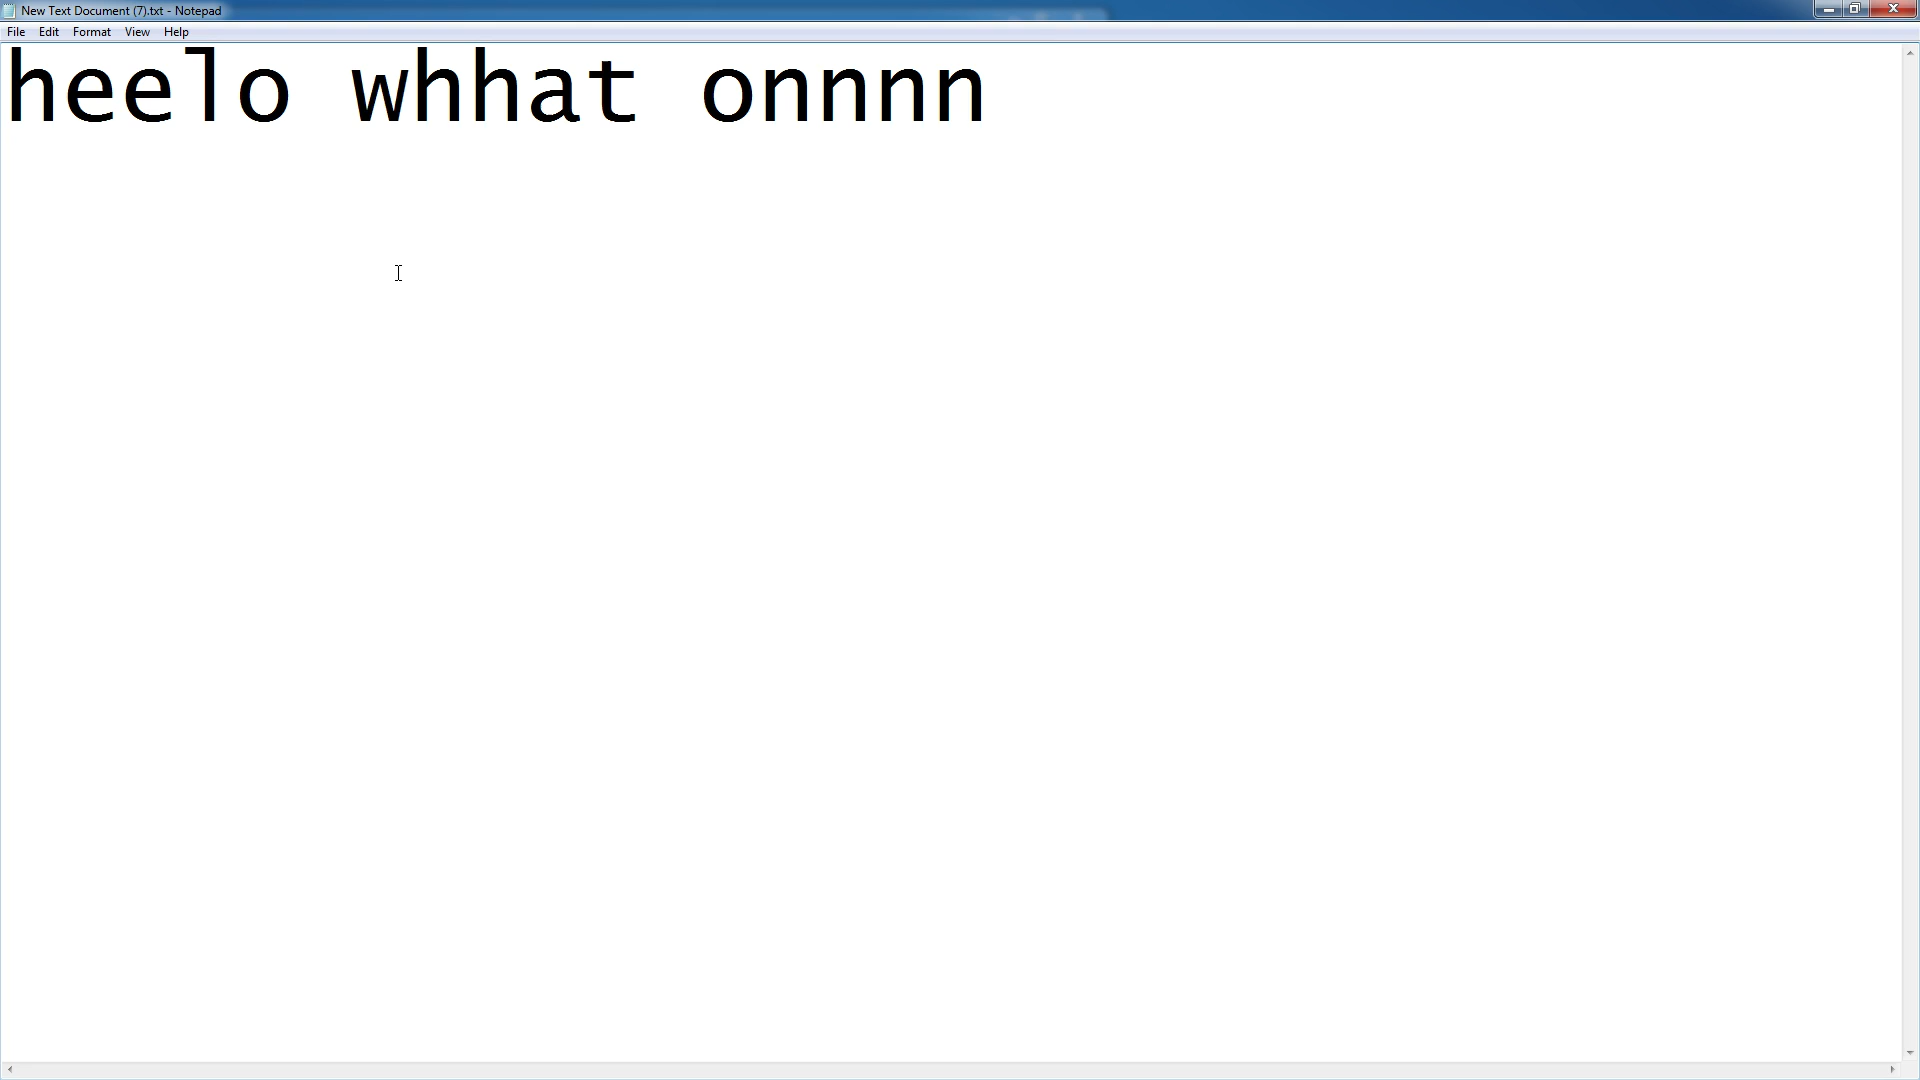 New Text Document (7).txt - Notepad
File Edit Format View Help
heelo whhat onnnn